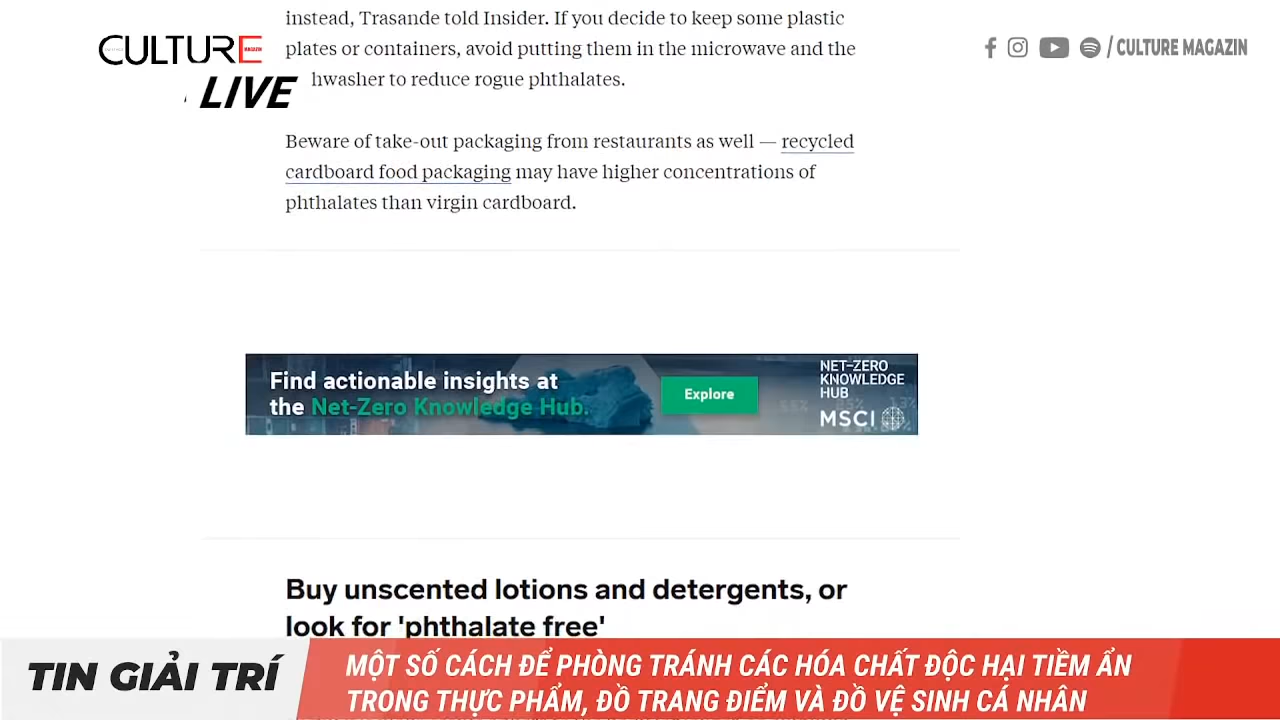 instead, Trasande told Insider. If you decide to keep some plastic
plates or containers, avoid putting them in the microwave and the
hwasher to reduce rogue phthalates.
CULTURE
LIVE
/ CULTURE MAGAZIN
Beware of take-out packaging from restaurants as well — recycled
cardboard food packaging may have higher concentrations of
phthalates than virgin cardboard.
Find actionable insights at
the Net-Zero Knowledge Hub.
Explore
NET-ZERO
KNOWLEDGE
HUB
MSCI
Buy unscented lotions and detergents, or
look for 'phthalate free'
TIN GIẢI TRÍ
MỘT SỐ CÁCH ĐỂ PHÒNG TRÁNH CÁC HÓA CHẤT ĐỘC HẠI TIỀM ẨN
TRONG THỰC PHẨM, ĐỒ TRANG ĐIỂM VÀ ĐỒ VỆ SINH CÁ NHÂN